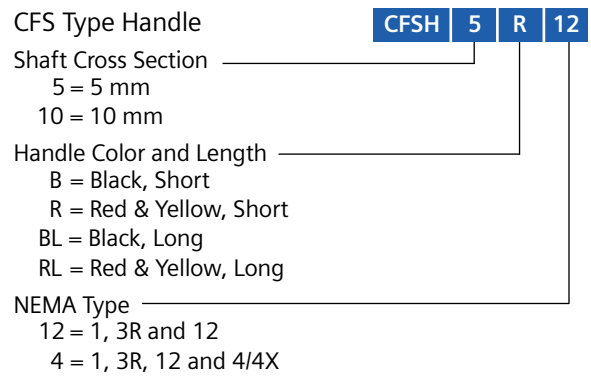 CFS Type Handle CFSH 5 R 12
Shaft Cross Section
5 = 5 mm
10 = 10 mm
Handle Color and Length
B = Black, Short
R = Red & Yellow, Short
BL = Black, Long
RL = Red & Yellow, Long
NEMA Type
12 = 1, 3R and 12
4 = 1, 3R, 12 and 4/4X